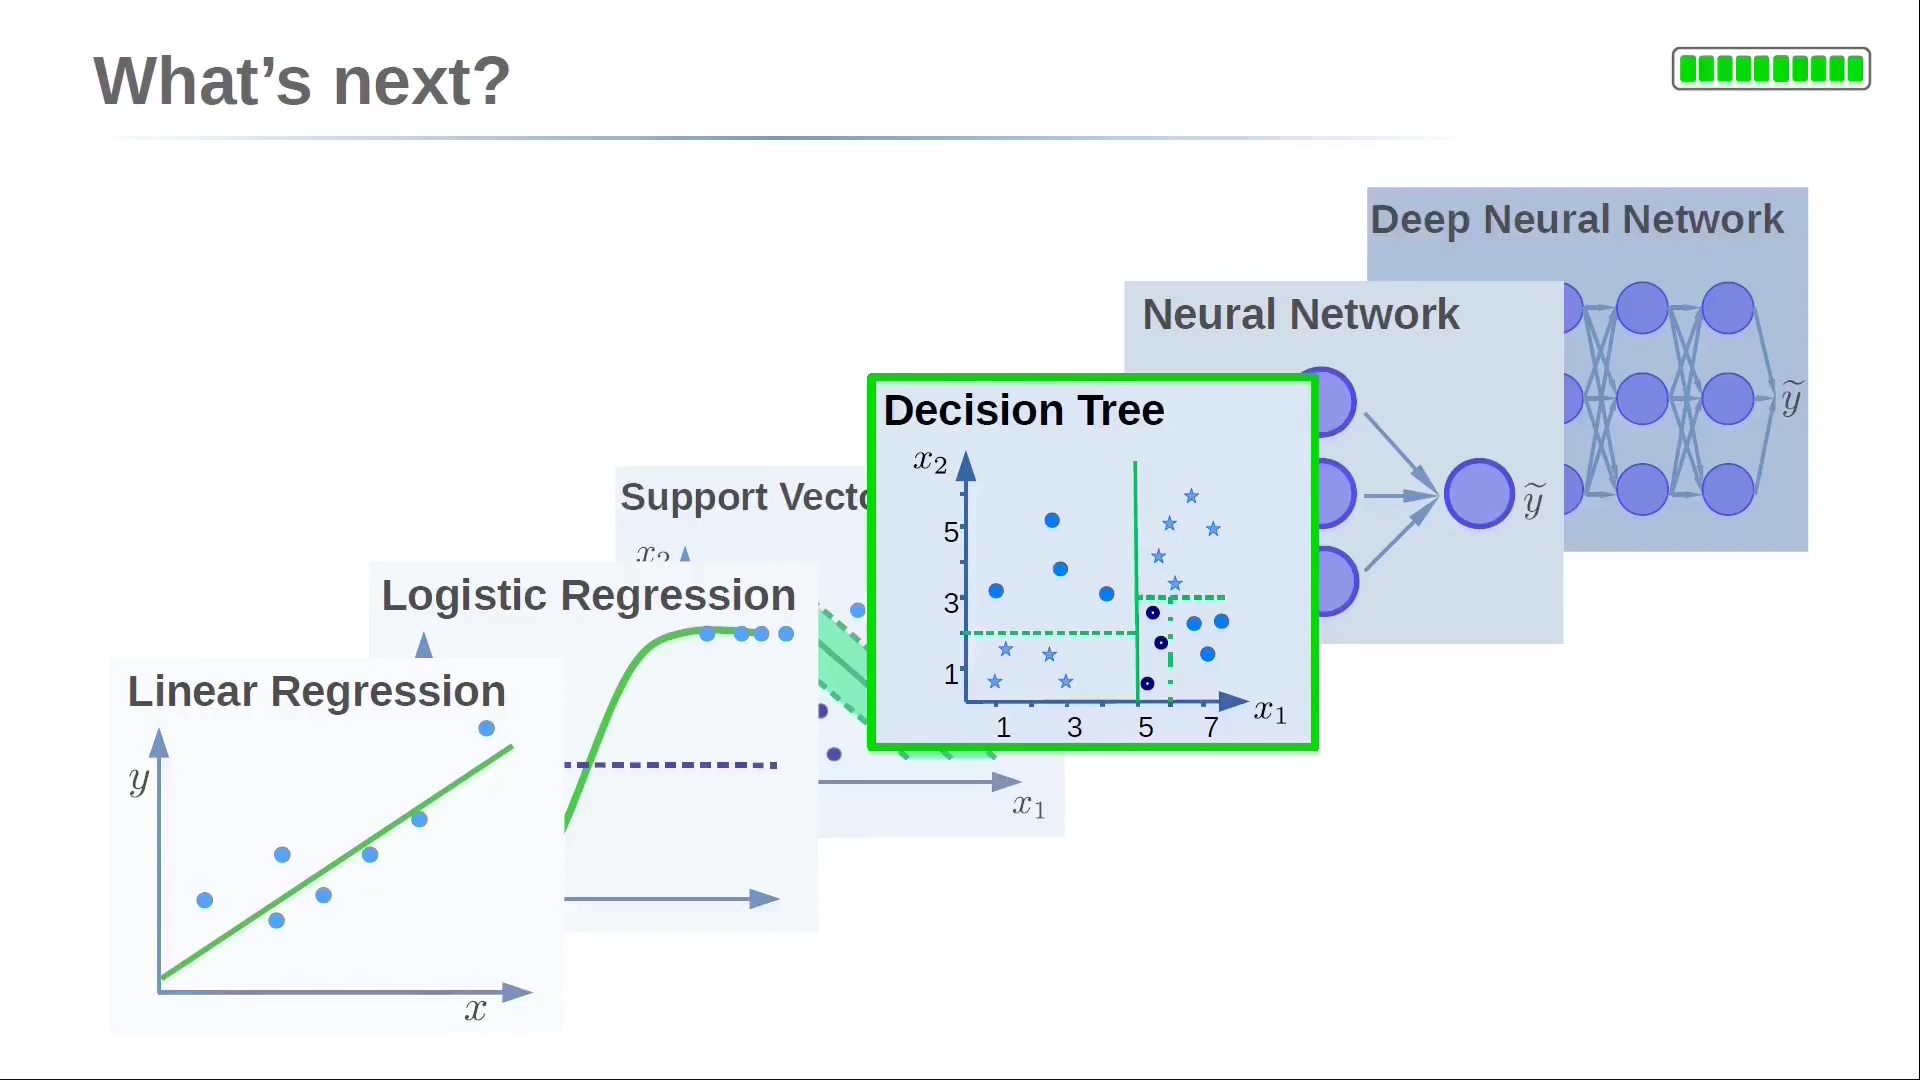 What’s next?
Deep Neural Network
ỹ
Neural Network
ỹ
Decision Tree
x₂
5
3
1
1 3 5 7
x₁
Support
x₁
Logistic Regression
Linear Regression
y
x